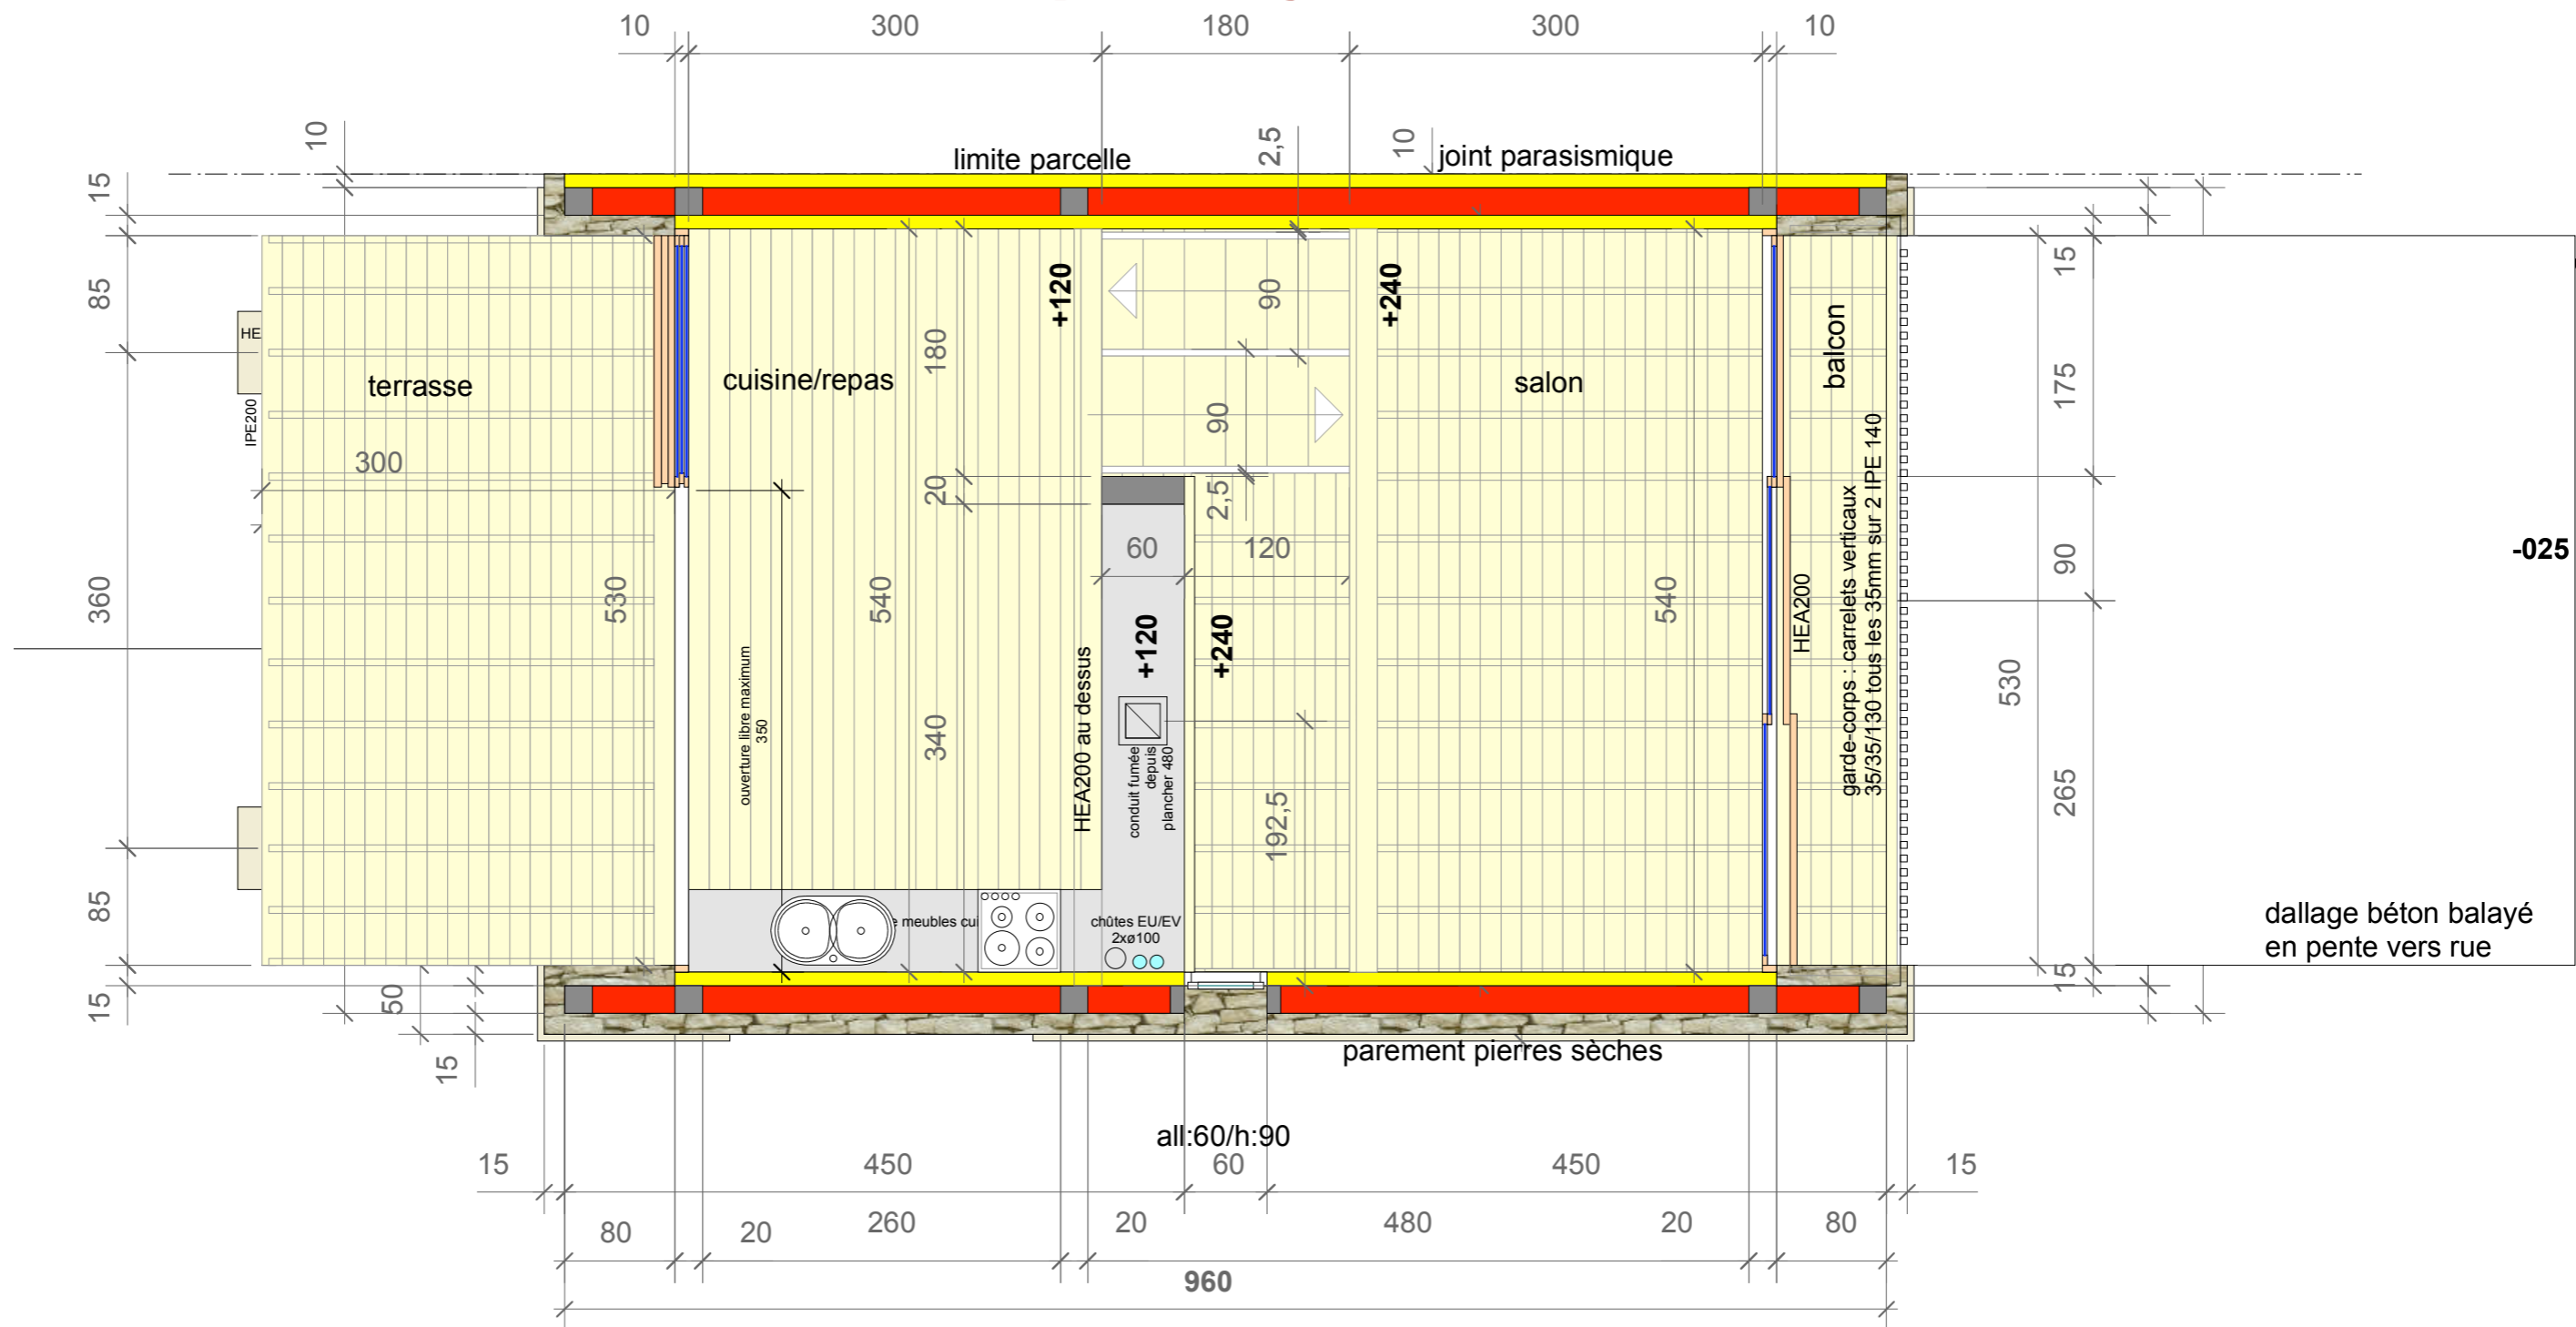 10
300
180
300
10
10
15
limite parcelle
2,5
10
joint parasismique
85
+120
90
+240
15
HE
180
balcon
175
terrasse
cuisine/repas
salon
IPE200
90
300
20
2,5
garde-corps : carrelets verticaux
35/35/130 tous les 35mm sur 2 IPE 140
60
120
90
-025
360
530
540
540
HEA200
+120
+240
530
ouverture libre maximum
350
340
HEA200 au dessus
conduit fumée
depuis
plancher 480
192,5
265
85
meubles cui
chûtes EU/EV
2xø100
dallage béton balayé
en pente vers rue
15
50
15
15
parement pierres sèches
all:60/h:90
15
450
60
450
15
80
20
260
20
480
20
80
960